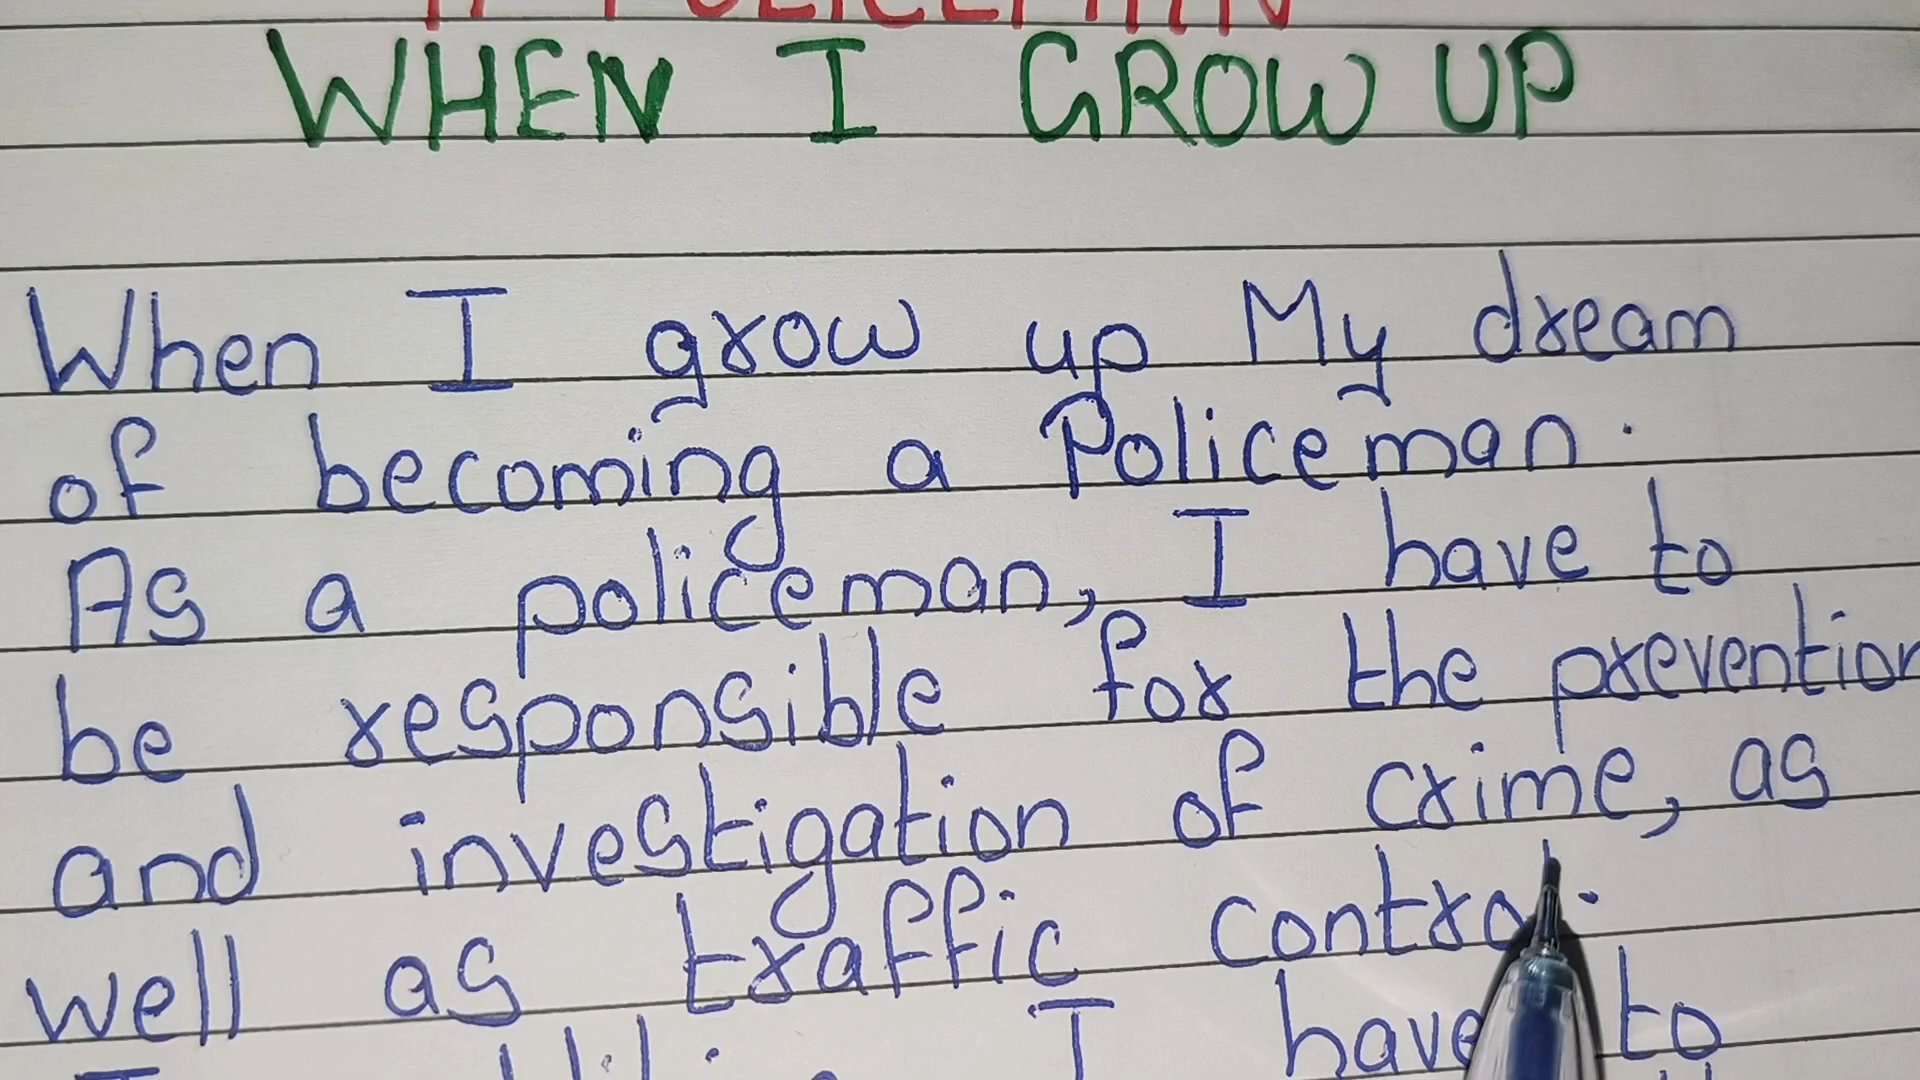 A POLICEMAN
WHEN I GROW UP
When I grow up My dream
of becoming a Policeman.
As a policeman, I have to
be responsible for the prevention
and investigation of crime, as
well as traffic control.
I have to